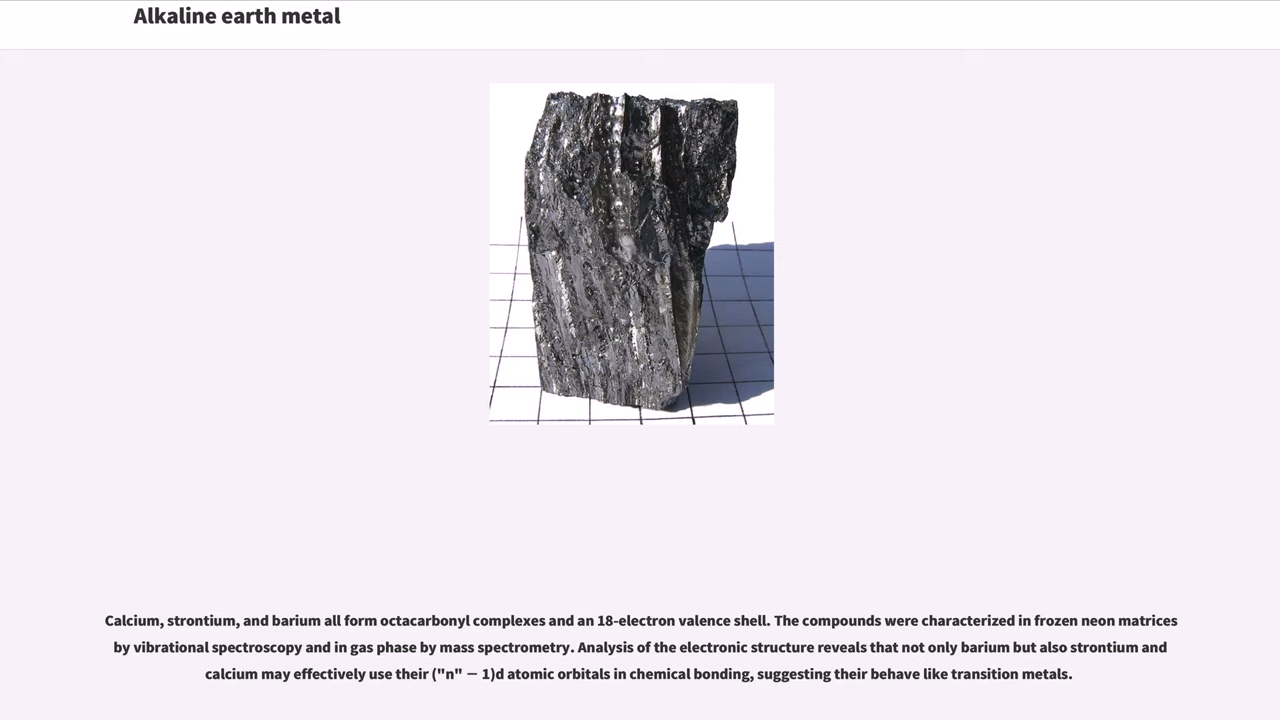 Alkaline earth metal
Calcium, strontium, and barium all form octacarbonyl complexes and an 18-electron valence shell. The compounds were characterized in frozen neon matrices
by vibrational spectroscopy and in gas phase by mass spectrometry. Analysis of the electronic structure reveals that not only barium but also strontium and
calcium may effectively use their ("n" − 1)d atomic orbitals in chemical bonding, suggesting their behave like transition metals.